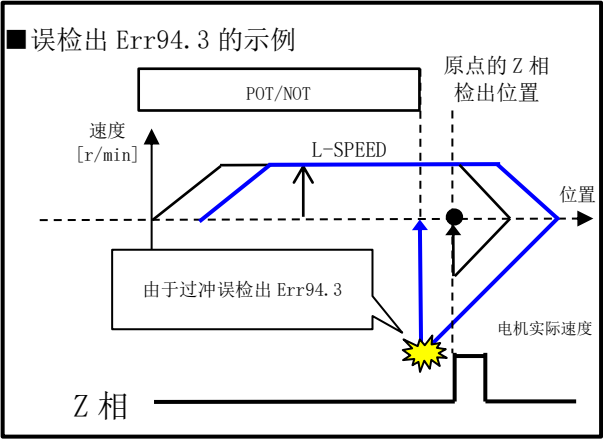 ■误检出 Err94.3 的示例
原点的 Z 相
检出位置
POT/NOT
速度
[r/min]
L-SPEED
位置
由于过冲误检出 Err94.3
电机实际速度
Z 相